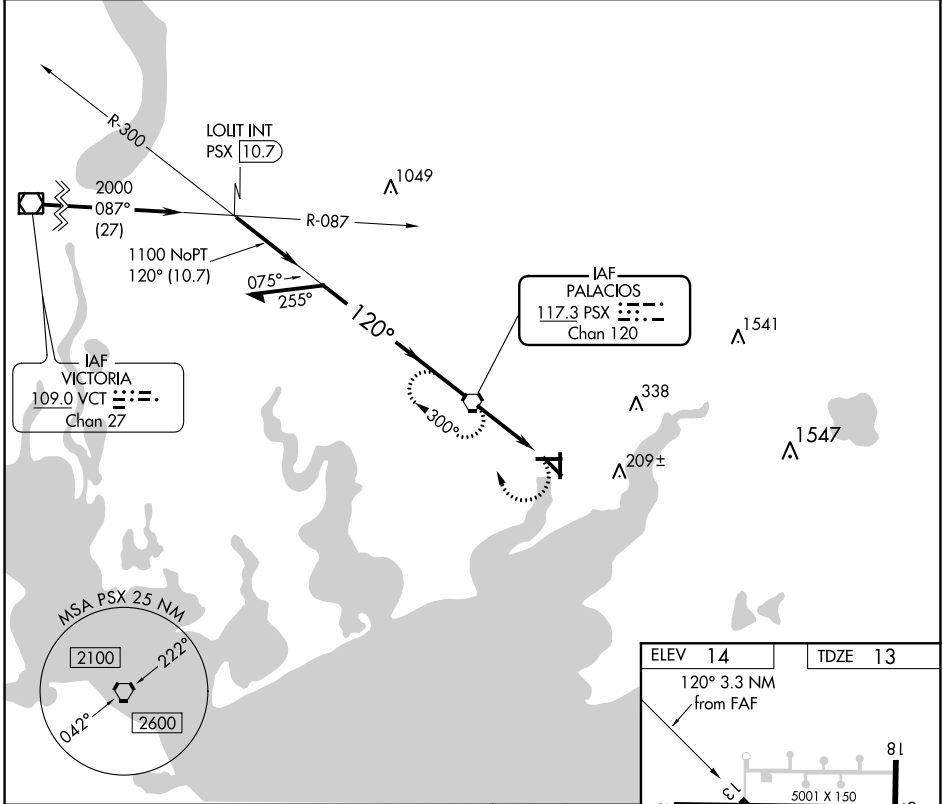 R-300
LOLIT INT
PSX 10.7
1049
2000
087°
(27)
R-087
1100 NoPT
120° (10.7)
075°
255°
120°
IAF
PALACIOS
117.3 PSX
Chan 120
1541
IAF
VICTORIA
109.0 VCT
Chan 27
300°
338
1547
209±
MSA PSX 25 NM
2100
222°
042°
2600
ELEV 14
TDZE 13
120° 3.3 NM
from FAF
18
13
5001 X 150